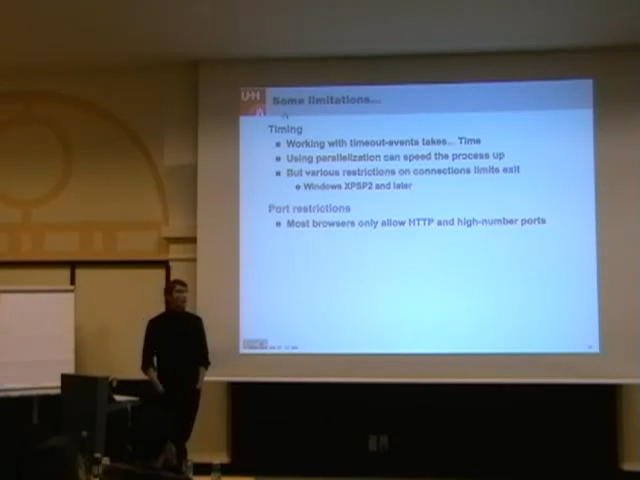 U+H
Some limitations...
Timing
Working with timeout-events takes... Time
Using parallelization can speed the process up
But various restrictions on connections limits exit
Windows XPSP2 and later
Port restrictions
Most browsers only allow HTTP and high-number ports